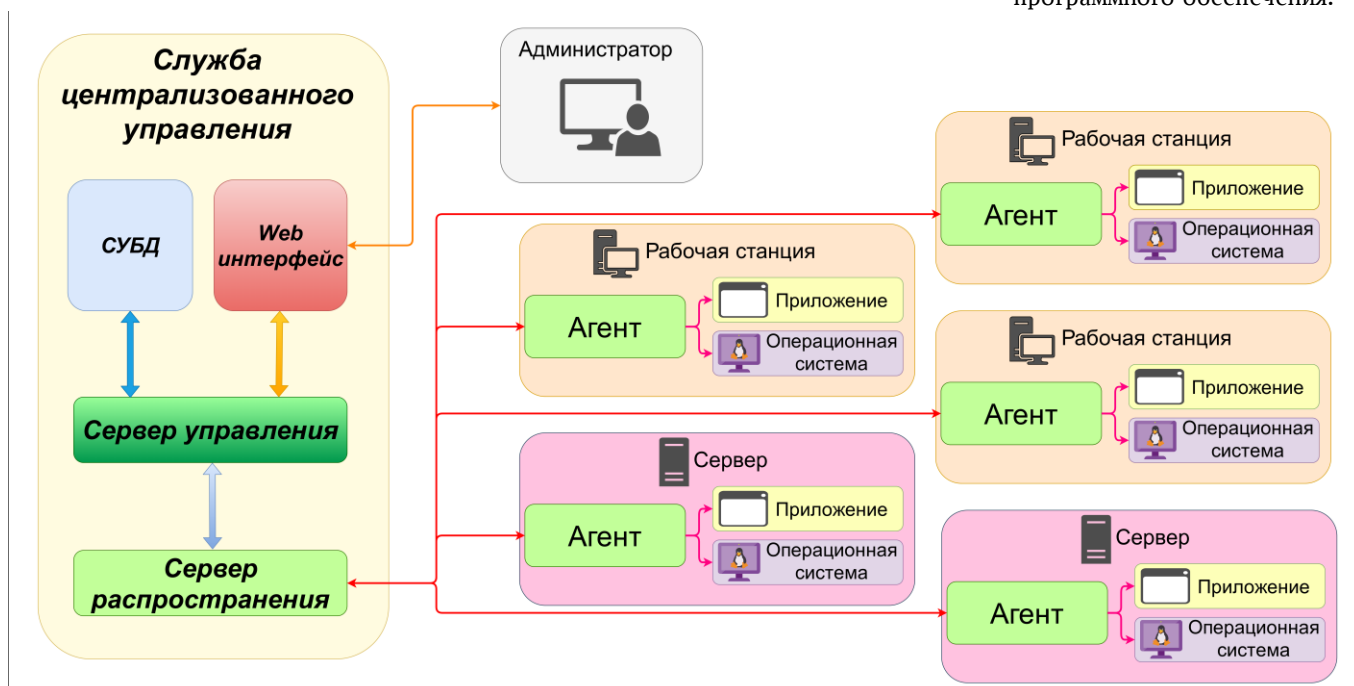 программного обеспечения.
Служба
централизованного
управления
Администратор
СУБД
Web
интерфейс
Сервер управления
Сервер
распространения
Рабочая станция
Агент
Приложение
Операционная
система
Рабочая станция
Агент
Приложение
Операционная
система
Рабочая станция
Агент
Приложение
Операционная
система
Сервер
Агент
Приложение
Операционная
система
Сервер
Агент
Приложение
Операционная
система